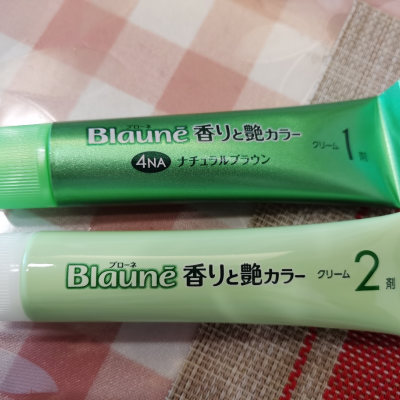 ブローネ
Blaunē 香りと艶カラー クリーム 1剤
4NA ナチュラルブラウン
ブローネ
Blaunē 香りと艶カラー クリーム 2剤